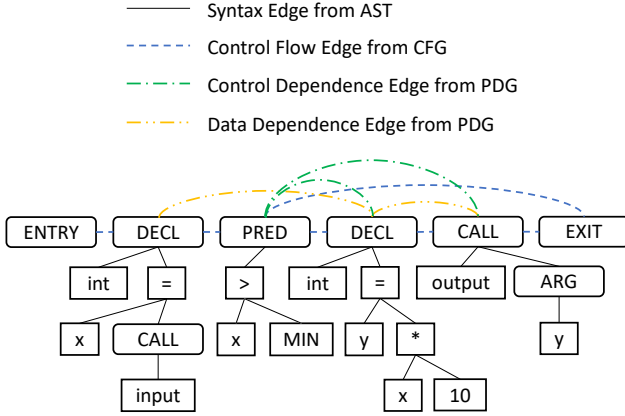 Syntax Edge from AST
Control Flow Edge from CFG
Control Dependence Edge from PDG
Data Dependence Edge from PDG
ENTRY DECL PRED DECL CALL EXIT
int = > int = output ARG
x CALL x MIN y * y
input x 10